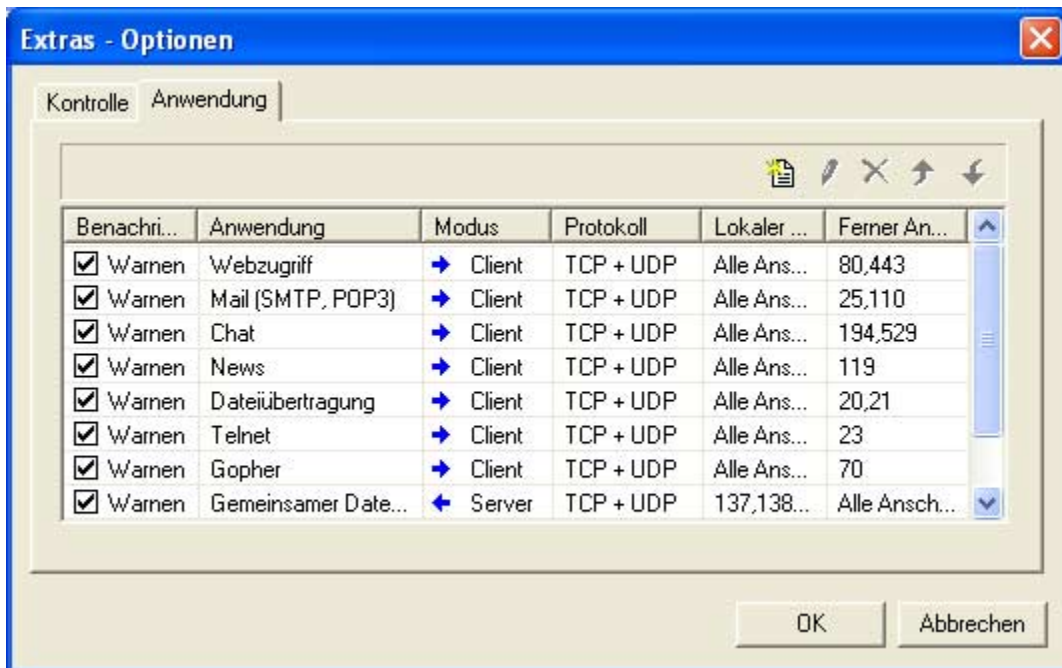 Extras - Optionen
Kontrolle Anwendung
Benachri... Anwendung Modus Protokoll Lokaler ... Ferner An...
Warnen Webzugriff Client TCP + UDP Alle Ans... 80,443
Warnen Mail (SMTP, POP3) Client TCP + UDP Alle Ans... 25,110
Warnen Chat Client TCP + UDP Alle Ans... 194,529
Warnen News Client TCP + UDP Alle Ans... 119
Warnen Dateiübertragung Client TCP + UDP Alle Ans... 20,21
Warnen Telnet Client TCP + UDP Alle Ans... 23
Warnen Gopher Client TCP + UDP Alle Ans... 70
Warnen Gemeinsamer Date... Server TCP + UDP 137,138... Alle Ansch...
OK Abbrechen